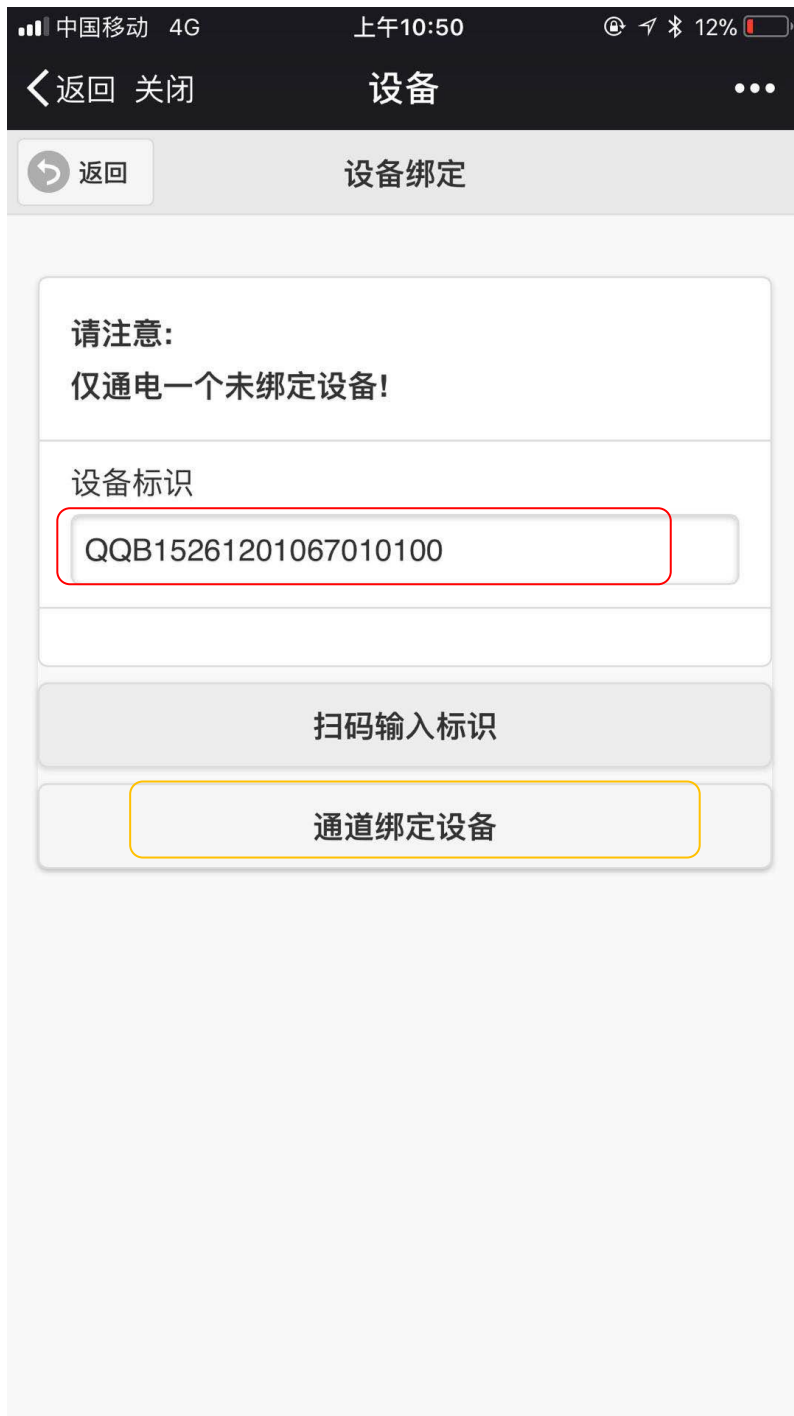 中国移动 4G 上午10:50 12%
返回 关闭 设备
返回 设备绑定
请注意:
仅通电一个未绑定设备!
设备标识
QQB15261201067010100
扫码输入标识
通道绑定设备